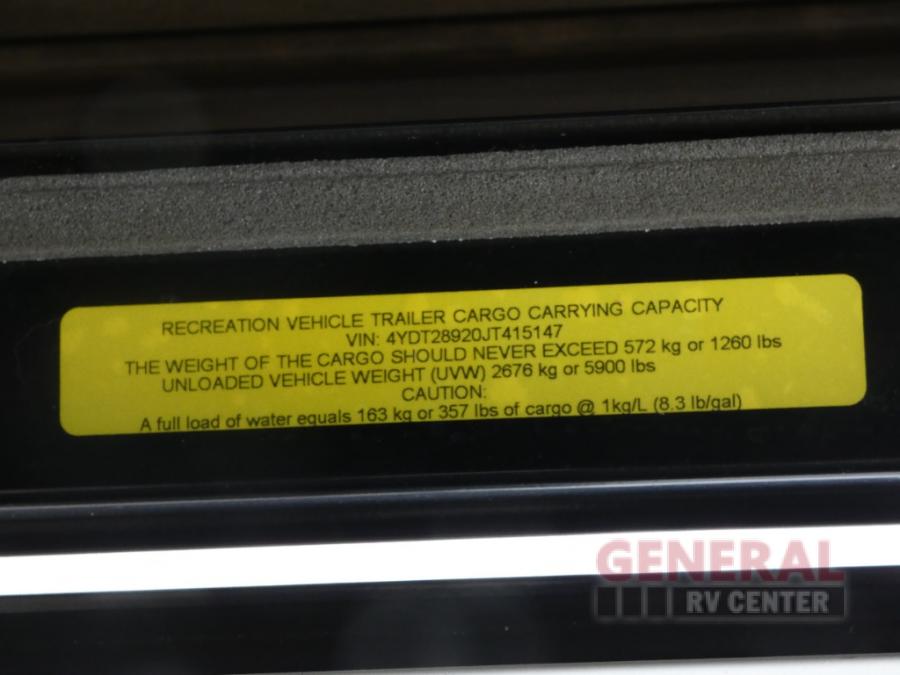 RECREATION VEHICLE TRAILER CARGO CARRYING CAPACITY
VIN: 4YDT28920JT415147
THE WEIGHT OF THE CARGO SHOULD NEVER EXCEED 572 kg or 1260 lbs
UNLOADED VEHICLE WEIGHT (UVW) 2676 kg or 5900 lbs
CAUTION:
A full load of water equals 163 kg or 357 lbs of cargo @ 1kg/L (8.3 lb/gal)
GENERAL
RV CENTER